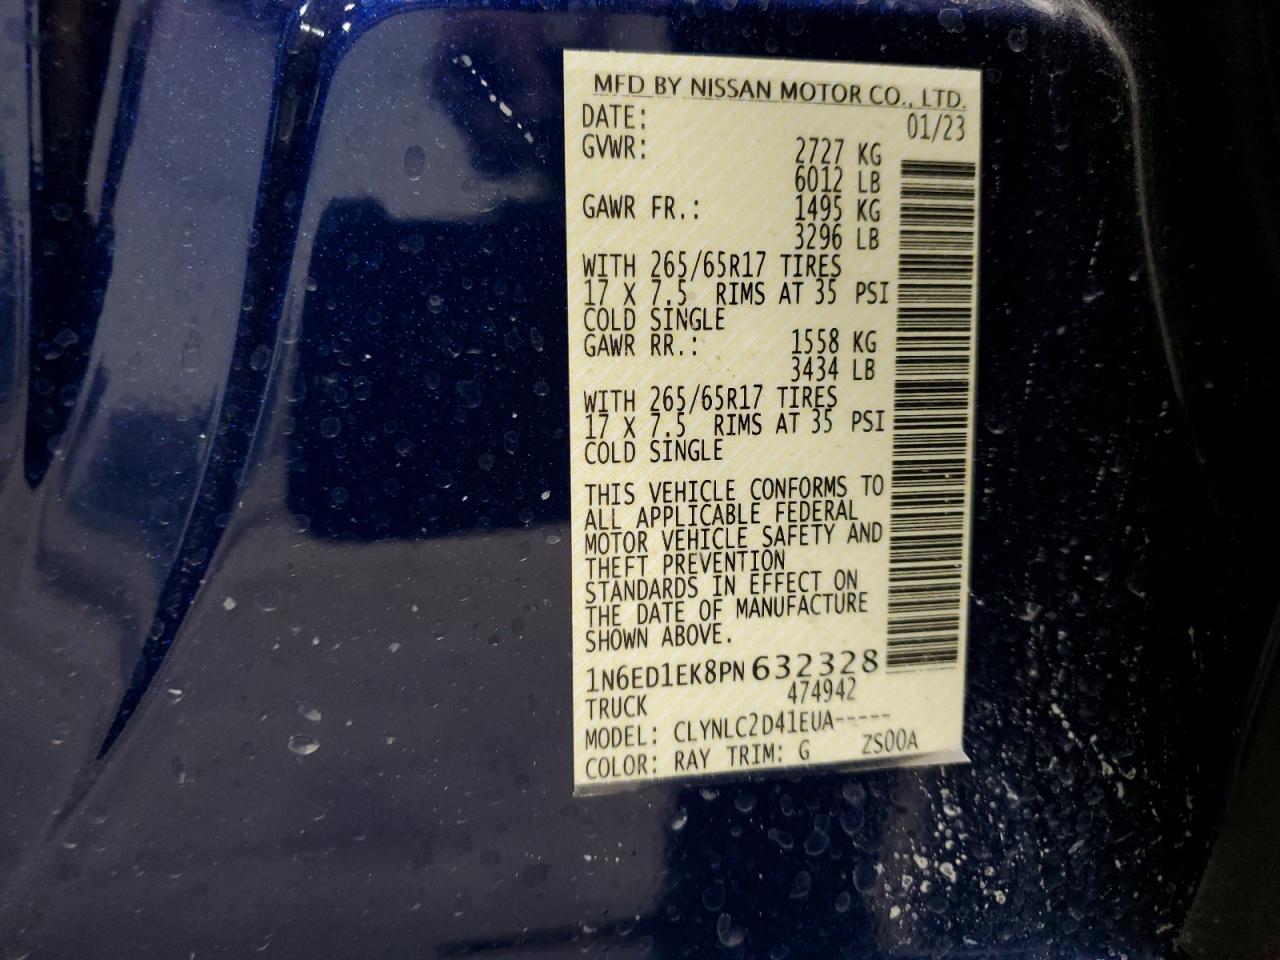 MFD BY NISSAN MOTOR CO., LTD.
DATE: 01/23
GVWR: 2727 KG
6012 LB
GAWR FR.: 1495 KG
3296 LB
WITH 265/65R17 TIRES
17 X 7.5 RIMS AT 35 PSI
COLD SINGLE
GAWR RR.: 1558 KG
3434 LB
WITH 265/65R17 TIRES
17 X 7.5 RIMS AT 35 PSI
COLD SINGLE
THIS VEHICLE CONFORMS TO
ALL APPLICABLE FEDERAL
MOTOR VEHICLE SAFETY AND
THEFT PREVENTION
STANDARDS IN EFFECT ON
THE DATE OF MANUFACTURE
SHOWN ABOVE.
1N6ED1EK8PN632328
TRUCK 474942
MODEL: CLYNLC2D41EUA-----
COLOR: RAY TRIM: G ZS00A